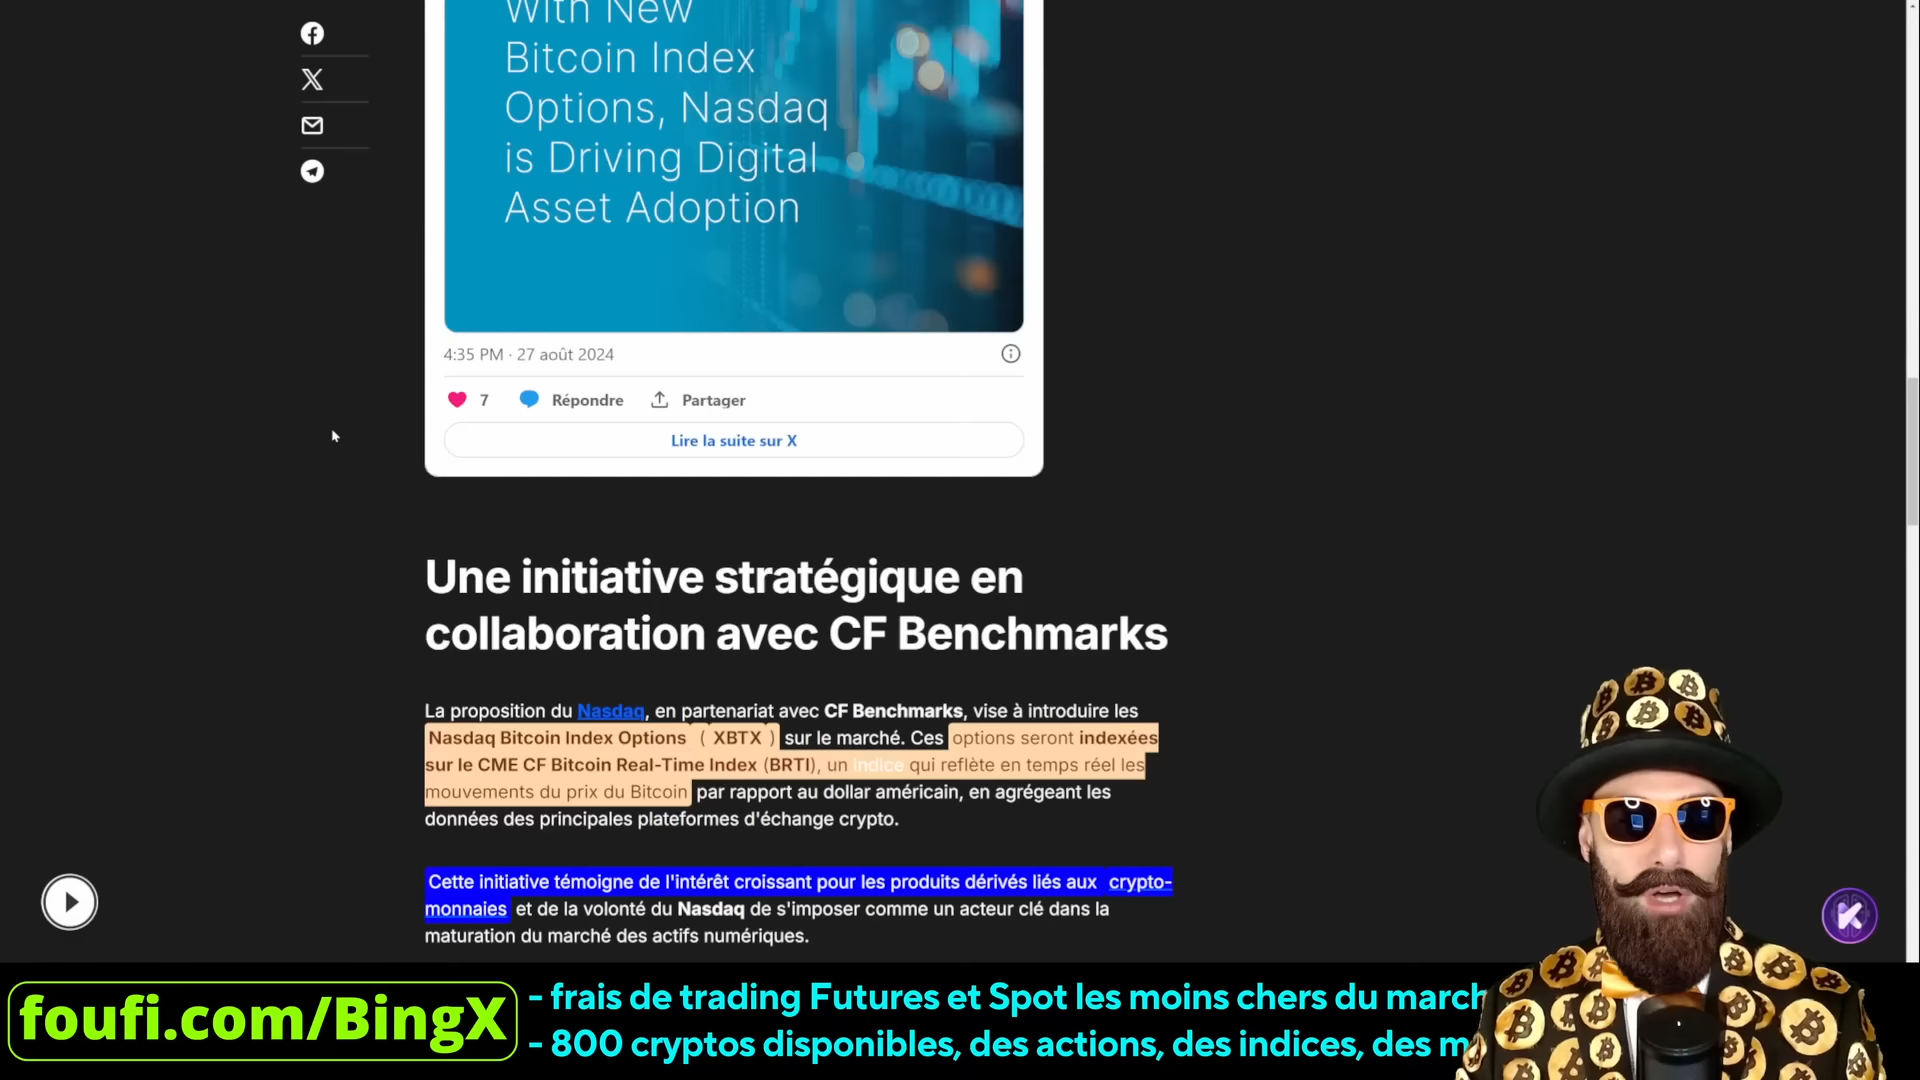 With New
Bitcoin Index
Options, Nasdaq
is Driving Digital
Asset Adoption
4:35 PM · 27 août 2024
7 Répondre Partager
Lire la suite sur X
Une initiative stratégique en
collaboration avec CF Benchmarks
La proposition du Nasdaq, en partenariat avec CF Benchmarks, vise à introduire les
Nasdaq Bitcoin Index Options ( XBTX ) sur le marché. Ces options seront indexées
sur le CME CF Bitcoin Real-Time Index (BRTI), un indice qui reflète en temps réel les
mouvements du prix du Bitcoin par rapport au dollar américain, en agrégeant les
données des principales plateformes d'échange crypto.
Cette initiative témoigne de l'intérêt croissant pour les produits dérivés liés aux crypto-
monnaies et de la volonté du Nasdaq de s'imposer comme un acteur clé dans la
maturation du marché des actifs numériques.
foufi.com/BingX
- frais de trading Futures et Spot les moins chers du march
- 800 cryptos disponibles, des actions, des indices, des m